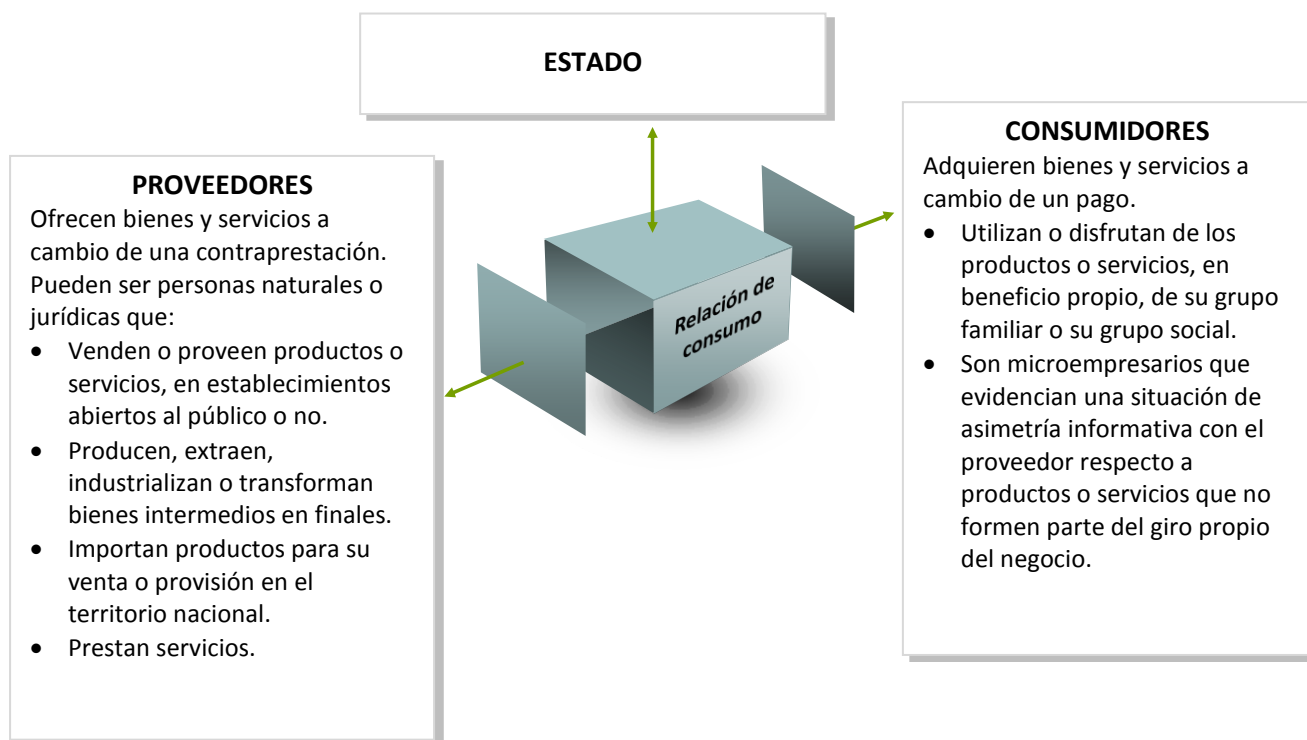 ESTADO
PROVEEDORES
Ofrecen bienes y servicios a
cambio de una contraprestación.
Pueden ser personas naturales o
jurídicas que:
• Venden o proveen productos o
servicios, en establecimientos
abiertos al público o no.
• Producen, extraen,
industrializan o transforman
bienes intermedios en finales.
• Importan productos para su
venta o provisión en el
territorio nacional.
• Prestan servicios.
Relación de
consumo
CONSUMIDORES
Adquieren bienes y servicios a
cambio de un pago.
• Utilizan o disfrutan de los
productos o servicios, en
beneficio propio, de su grupo
familiar o su grupo social.
• Son microempresarios que
evidencian una situación de
asimetría informativa con el
proveedor respecto a
productos o servicios que no
formen parte del giro propio
del negocio.